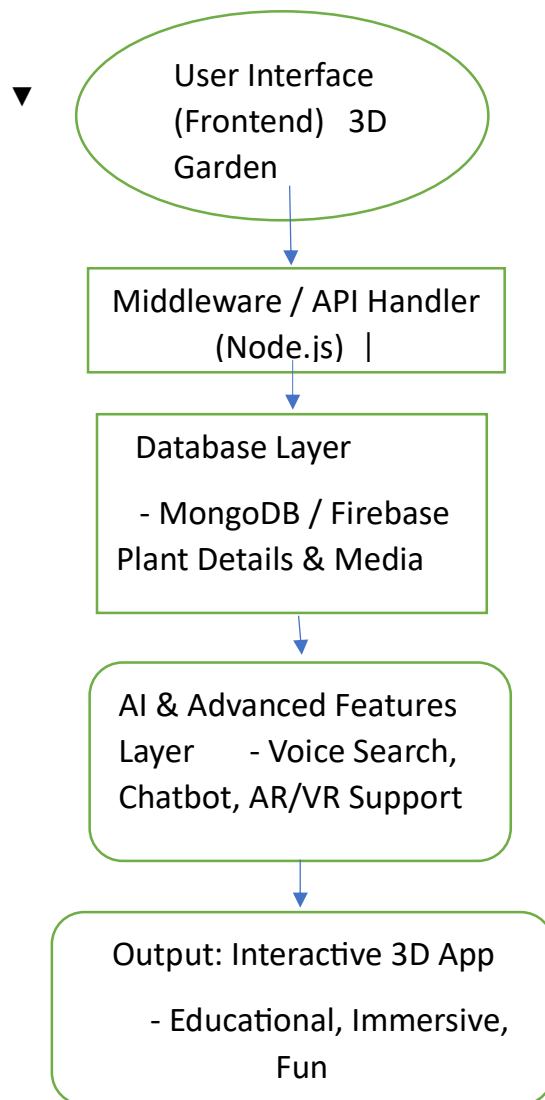 User Interface
▼
(Frontend) 3D
Garden
Middleware / API Handler
(Node.js) |
Database Layer
- MongoDB / Firebase
Plant Details & Media
AI & Advanced Features
Layer - Voice Search,
Chatbot, AR/VR Support
Output: Interactive 3D App
- Educational, Immersive,
Fun